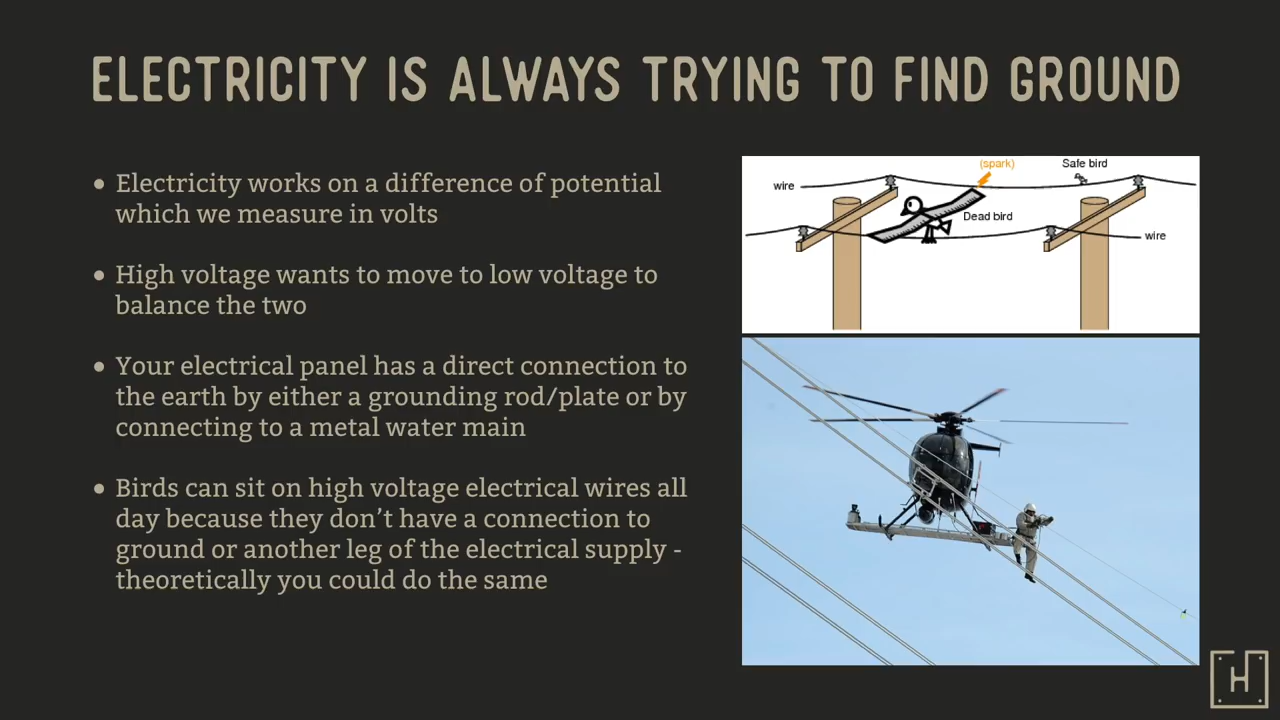 ELECTRICITY IS ALWAYS TRYING TO FIND GROUND
• Electricity works on a difference of potential
which we measure in volts
• High voltage wants to move to low voltage to
balance the two
• Your electrical panel has a direct connection to
the earth by either a grounding rod/plate or by
connecting to a metal water main
• Birds can sit on high voltage electrical wires all
day because they don’t have a connection to
ground or another leg of the electrical supply -
theoretically you could do the same
(spark)
Safe bird
wire
Dead bird
wire
H